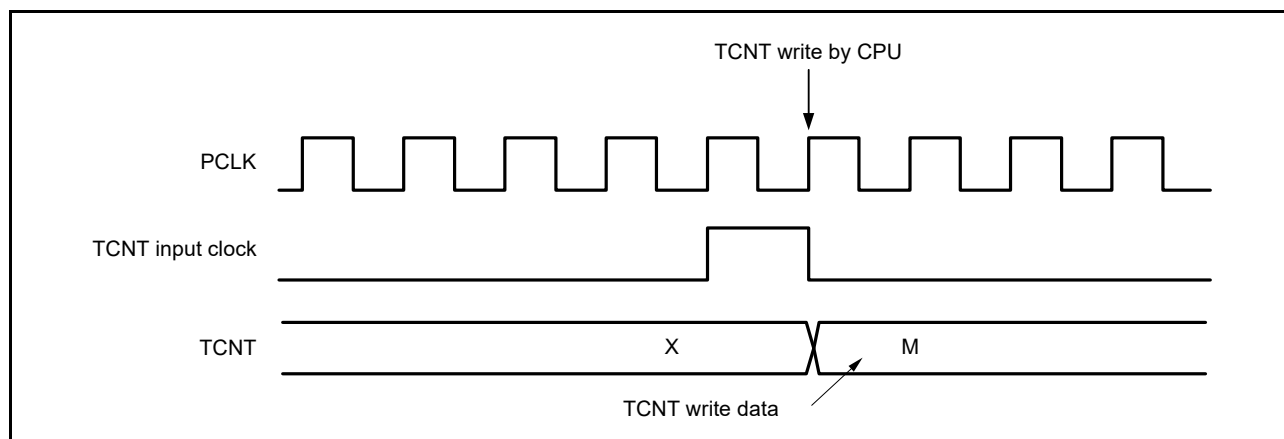 TCNT write by CPU
PCLK
TCNT input clock
TCNT
X
M
TCNT write data